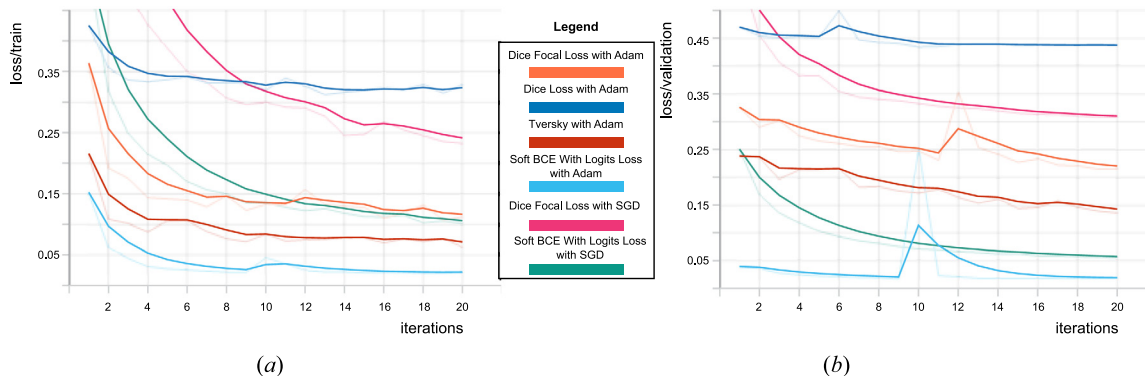 loss/train
0.35
0.25
0.15
0.05
2 4 6 8 10 12 14 16 18 20
iterations
(a)
Legend
Dice Focal Loss with Adam
Dice Loss with Adam
Tversky with Adam
Soft BCE With Logits Loss
with Adam
Dice Focal Loss with SGD
Soft BCE With Logits Loss
with SGD
loss/validation
0.45
0.35
0.25
0.15
0.05
2 4 6 8 10 12 14 16 18 20
iterations
(b)